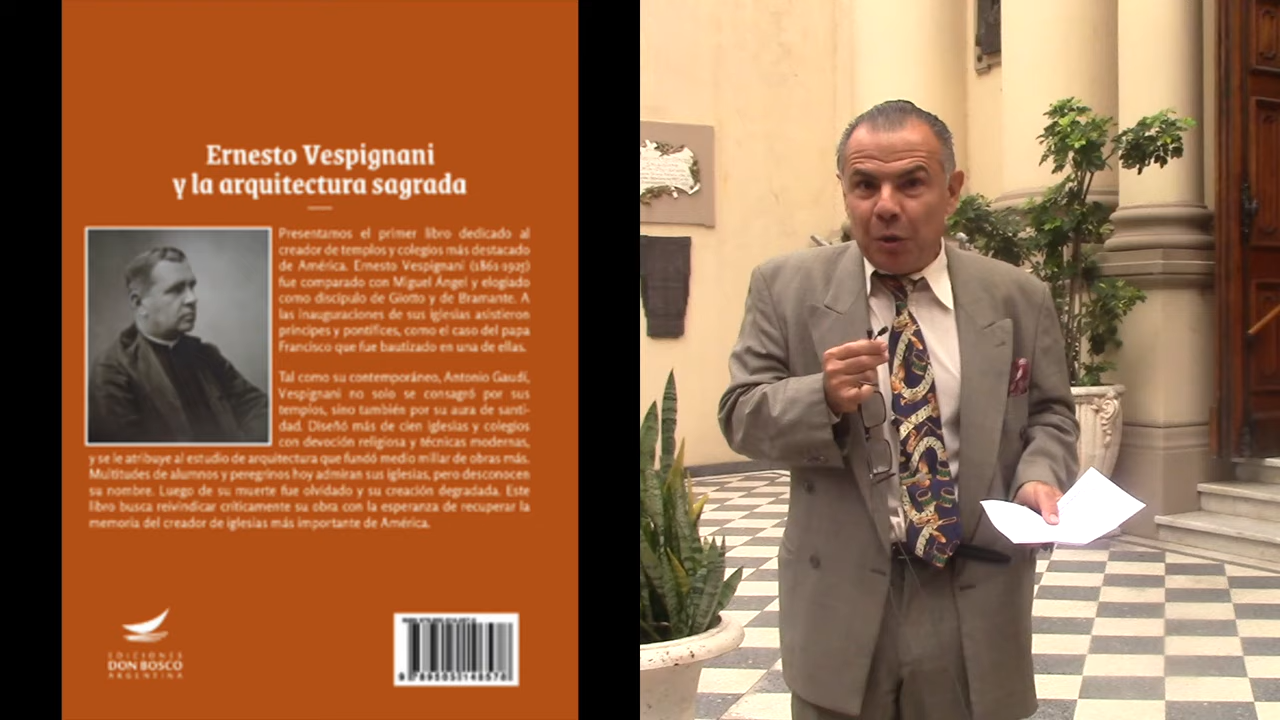 Ernesto Vespignani
y la arquitectura sagrada
Presentamos el primer libro dedicado al
creador de templos y colegios más destacado
de América. Ernesto Vespignani (1861-1925)
fue comparado con Miguel Ángel y elogiado
como discípulo de Giotto y de Bramante. A
las inauguraciones de sus iglesias asistieron
príncipes y pontífices, como el caso del papa
Francisco que fue bautizado en una de ellas.
Tal como su contemporáneo, Antonio Gaudí,
Vespignani no solo se consagró por sus
templos, sino también por su aura de santi-
dad. Diseñó más de cien iglesias y colegios
con devoción religiosa y técnicas modernas,
y se le atribuye al estudio de arquitectura que fundó medio millar de obras más.
Multitudes de alumnos y peregrinos hoy admiran sus iglesias, pero desconocen
su nombre. Luego de su muerte fue olvidado y su creación degradada. Este
libro busca reivindicar críticamente su obra con la esperanza de recuperar la
memoria del creador de iglesias más importante de América.
EDICIONES
DON BOSCO
ARGENTINA